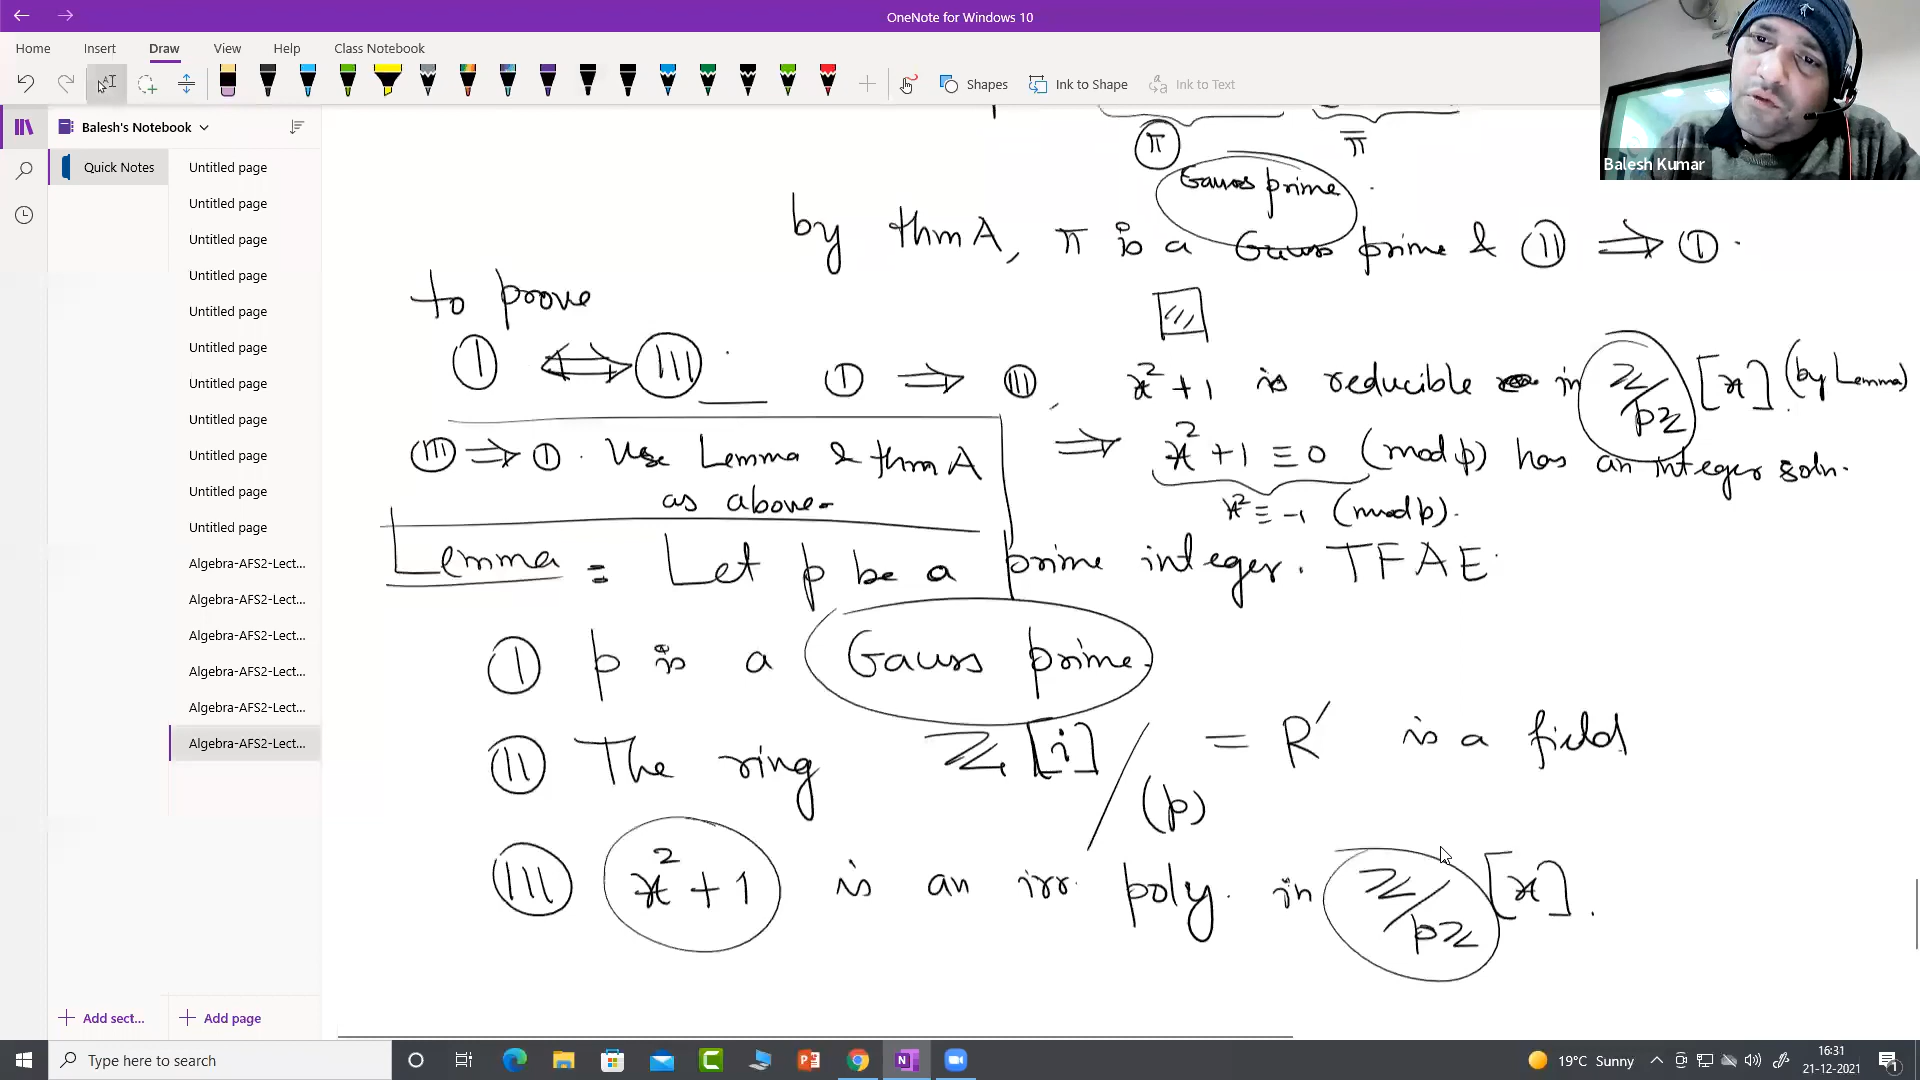 OneNote for Windows 10
Home Insert Draw View Help Class Notebook
Shapes Ink to Shape Ink to Text
Balesh's Notebook
Quick Notes
Untitled page
Untitled page
Untitled page
Untitled page
Untitled page
Untitled page
Untitled page
Untitled page
Untitled page
Untitled page
Untitled page
Algebra-AFS2-Lect...
Algebra-AFS2-Lect...
Algebra-AFS2-Lect...
Algebra-AFS2-Lect...
Algebra-AFS2-Lect...
Algebra-AFS2-Lect...
Add sect...
Add page
Balesh Kumar
π π̅
Gauss prime
by thm A, π is a Gauss prime & II ⇒ I.
to prove
I ⇔ III
I ⇒ III, x²+1 is reducible in ℤ/pℤ [x] (by Lemma)
⇒ x²+1 ≡ 0 (mod p) has an integer soln.
x² ≡ -1 (mod p).
III ⇒ I. Use Lemma & thm A
as above.
Lemma = Let p be a prime integer. TFAE.
I p is a Gauss prime.
II The ring ℤ[i]/(p) = R′ is a field
III x²+1 is an irr. poly. in ℤ/pℤ [x].
Type here to search
19°C Sunny
16:31
21-12-2021